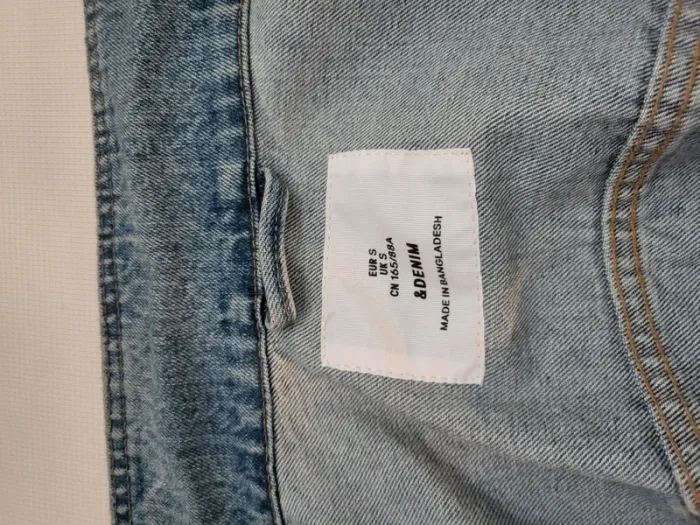 EUR S
UK S
CN 165/88A
&DENIM
MADE IN BANGLADESH